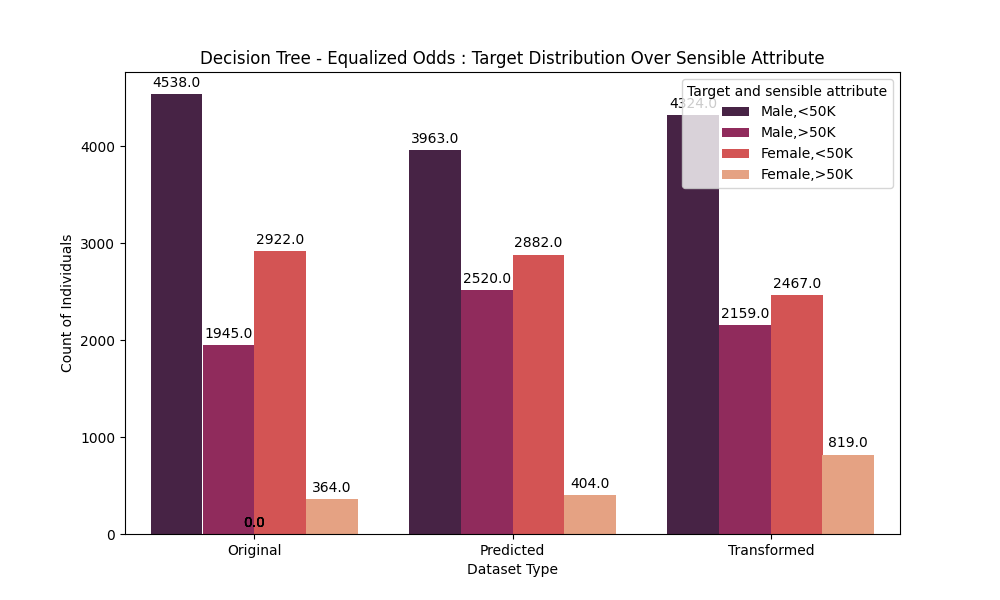 Decision Tree - Equalized Odds : Target Distribution Over Sensible Attribute
Target and sensible attribute
Male,<50K
Male,>50K
Female,<50K
Female,>50K
4538.0
1945.0
2922.0
364.0
0.0
3963.0
2520.0
2882.0
404.0
4324.0
2159.0
2467.0
819.0
Count of Individuals
4000
3000
2000
1000
0
Original
Predicted
Transformed
Dataset Type